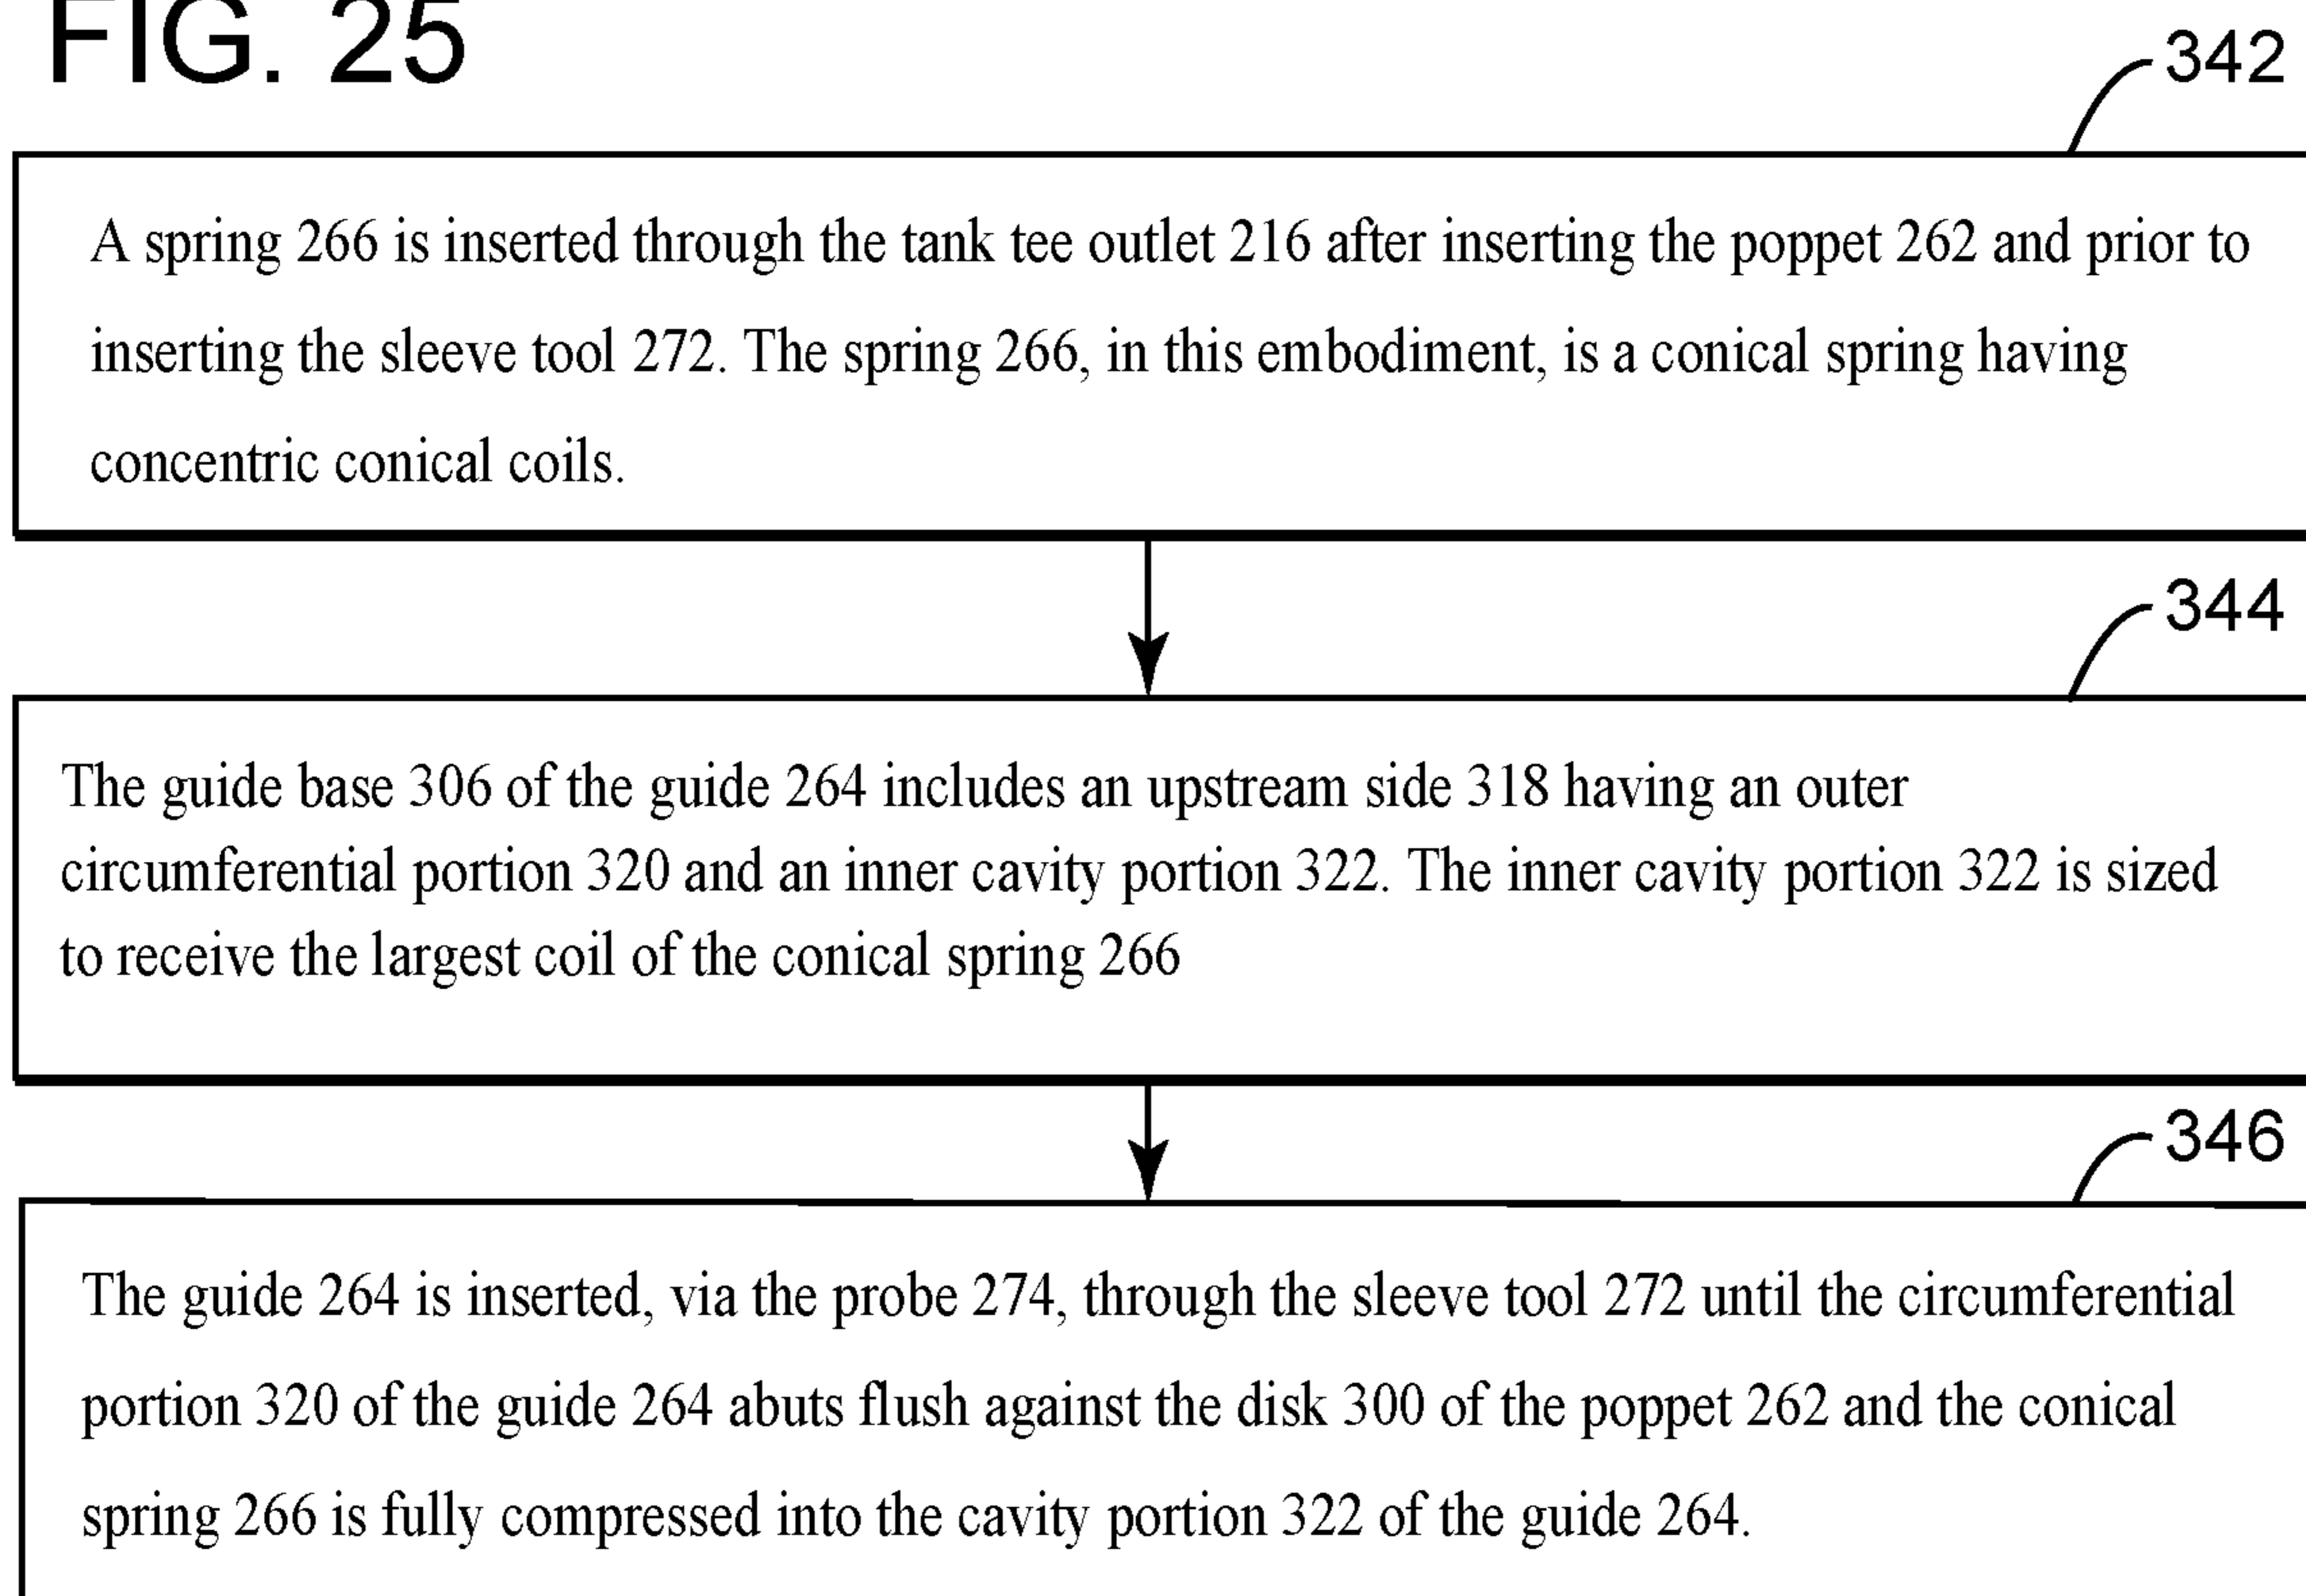 FIG. 25
342
A spring 266 is inserted through the tank tee outlet 216 after inserting the poppet 262 and prior to
inserting the sleeve tool 272. The spring 266, in this embodiment, is a conical spring having
concentric conical coils.
344
The guide base 306 of the guide 264 includes an upstream side 318 having an outer
circumferential portion 320 and an inner cavity portion 322. The inner cavity portion 322 is sized
to receive the largest coil of the conical spring 266
346
The guide 264 is inserted, via the probe 274, through the sleeve tool 272 until the circumferential
portion 320 of the guide 264 abuts flush against the disk 300 of the poppet 262 and the conical
spring 266 is fully compressed into the cavity portion 322 of the guide 264.